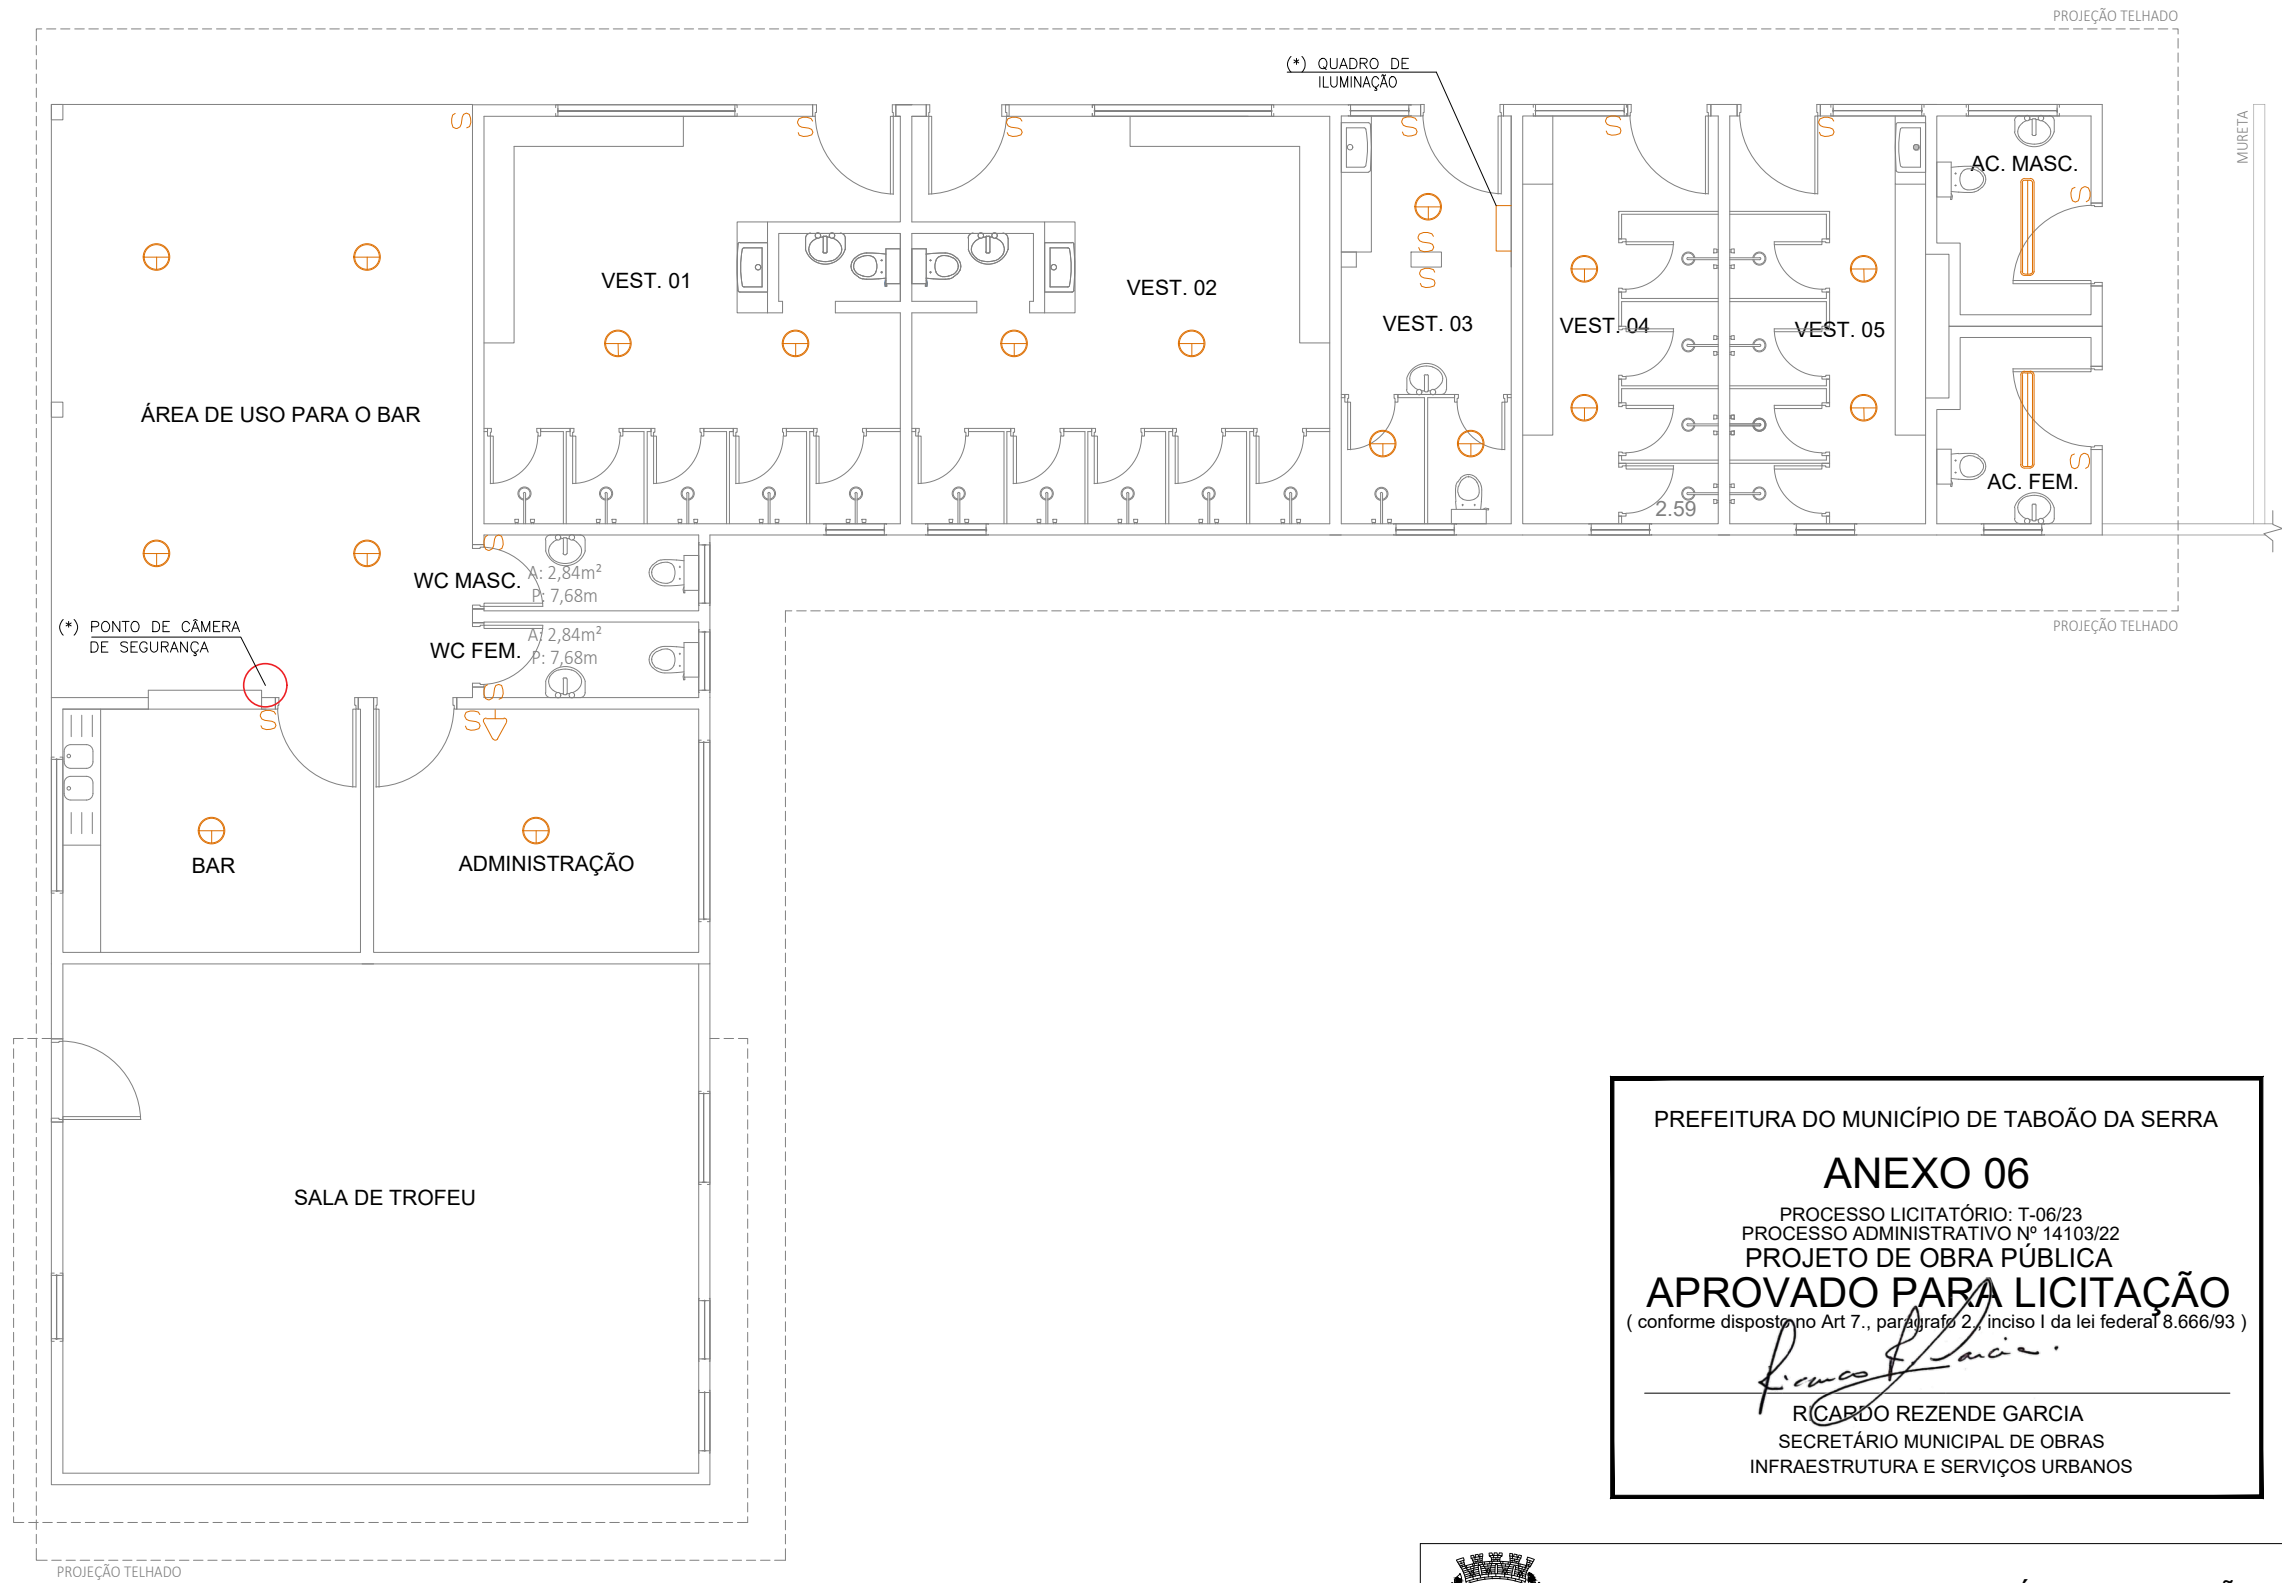 PROJEÇÃO TELHADO
(*) QUADRO DE
ILUMINAÇÃO
MURETA
S
S
S
S
S
S
AC. MASC.
S
S
S
VEST. 01
VEST. 02
VEST. 03
VEST. 04
VEST. 05
ÁREA DE USO PARA O BAR
S
AC. FEM.
2.59
S
WC MASC.
A: 2,84m²
P: 7,68m
(*) PONTO DE CÂMERA
DE SEGURANÇA
WC FEM.
A: 2,84m²
P: 7,68m
PROJEÇÃO TELHADO
S
S
S
BAR
ADMINISTRAÇÃO
SALA DE TROFEU
PREFEITURA DO MUNICÍPIO DE TABOÃO DA SERRA
ANEXO 06
PROCESSO LICITATÓRIO: T-06/23
PROCESSO ADMINISTRATIVO Nº 14103/22
PROJETO DE OBRA PÚBLICA
APROVADO PARA LICITAÇÃO
( conforme disposto no Art 7., paragrafo 2., inciso I da lei federal 8.666/93 )
RICARDO REZENDE GARCIA
SECRETÁRIO MUNICIPAL DE OBRAS
INFRAESTRUTURA E SERVIÇOS URBANOS
PROJEÇÃO TELHADO